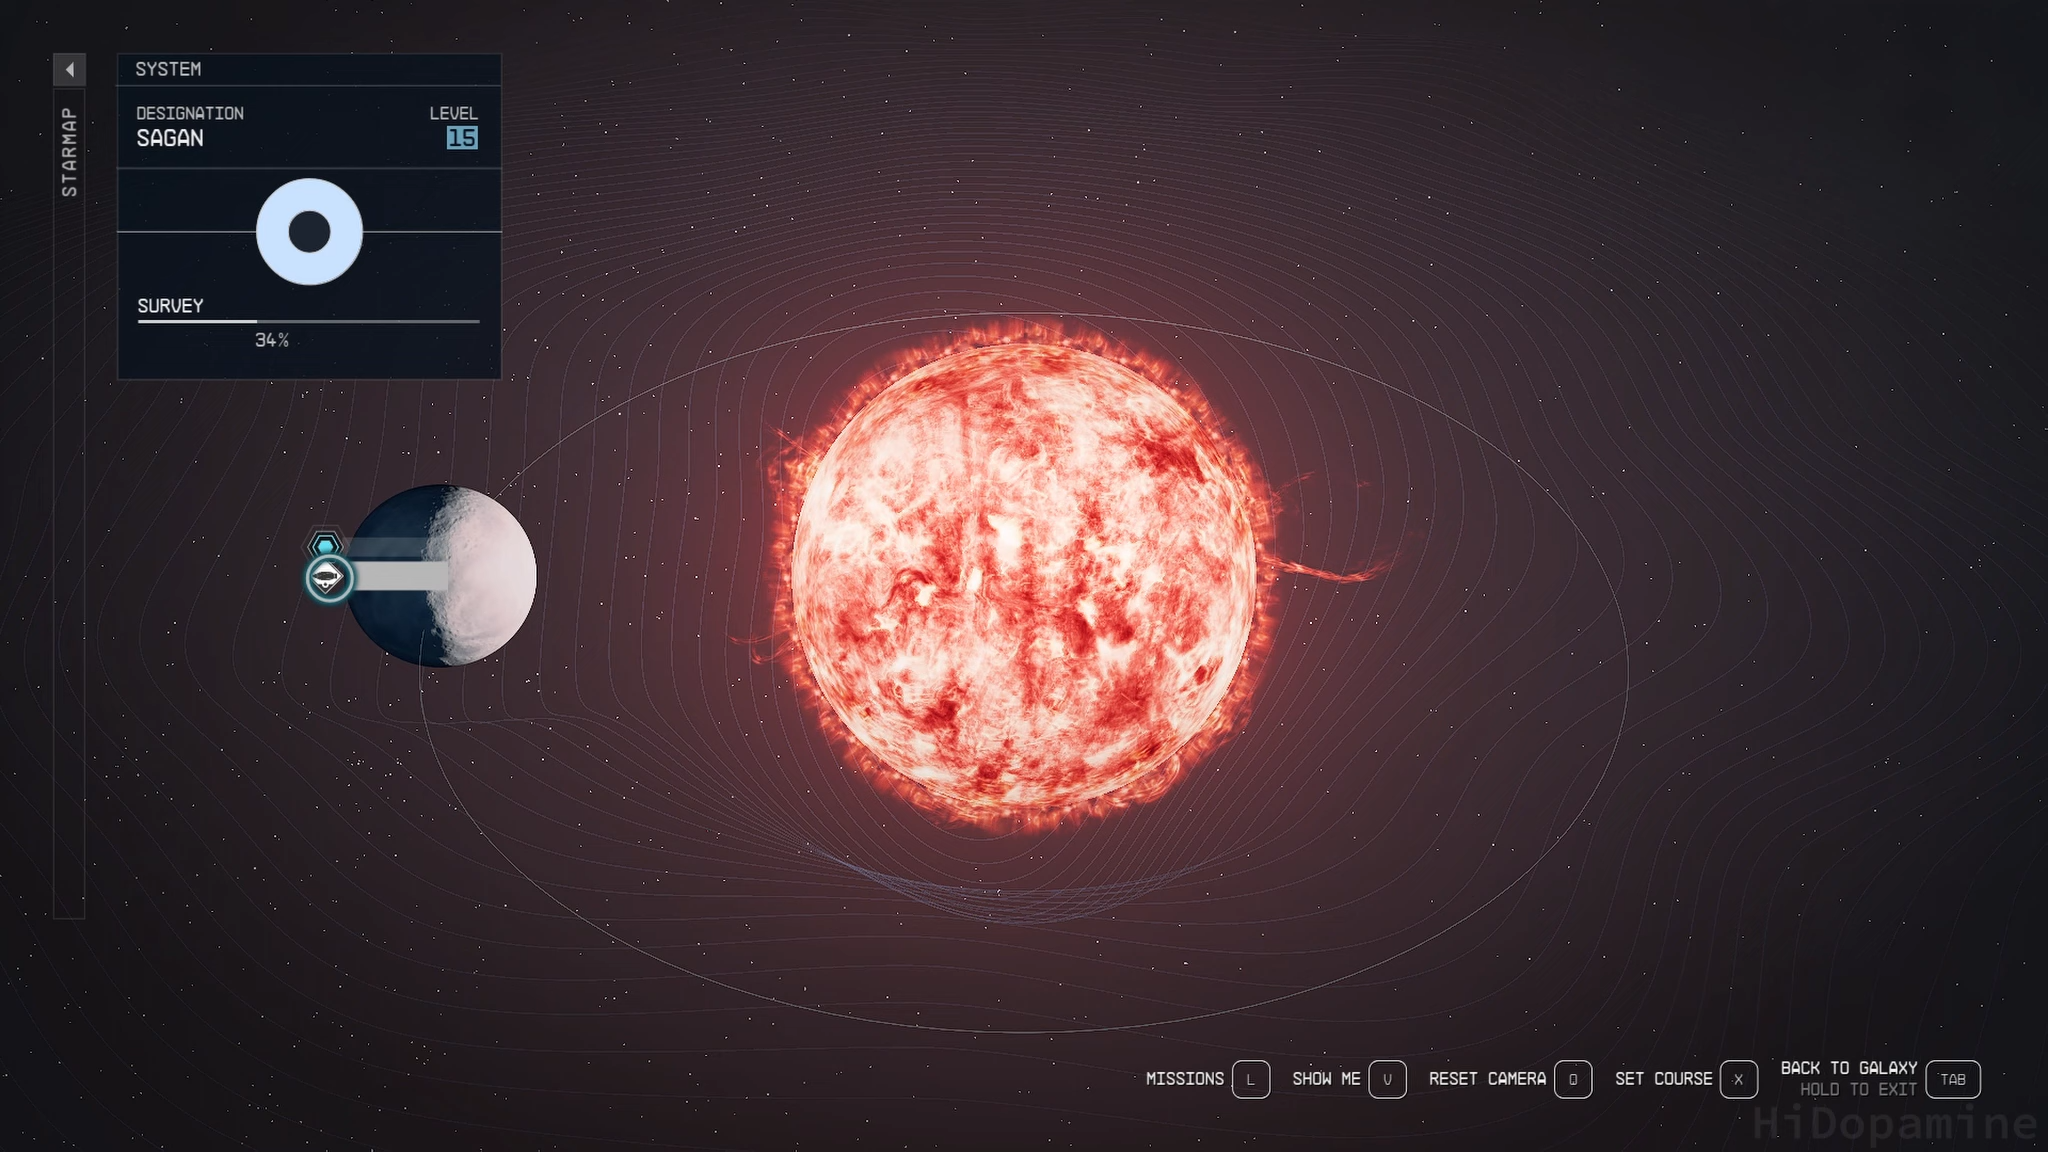 SYSTEM
STARMAP
DESIGNATION
LEVEL
SAGAN
15
SURVEY
34%
MISSIONS L
SHOW ME V
RESET CAMERA Q
SET COURSE X
BACK TO GALAXY
HOLD TO EXIT
TAB
HiDopamine